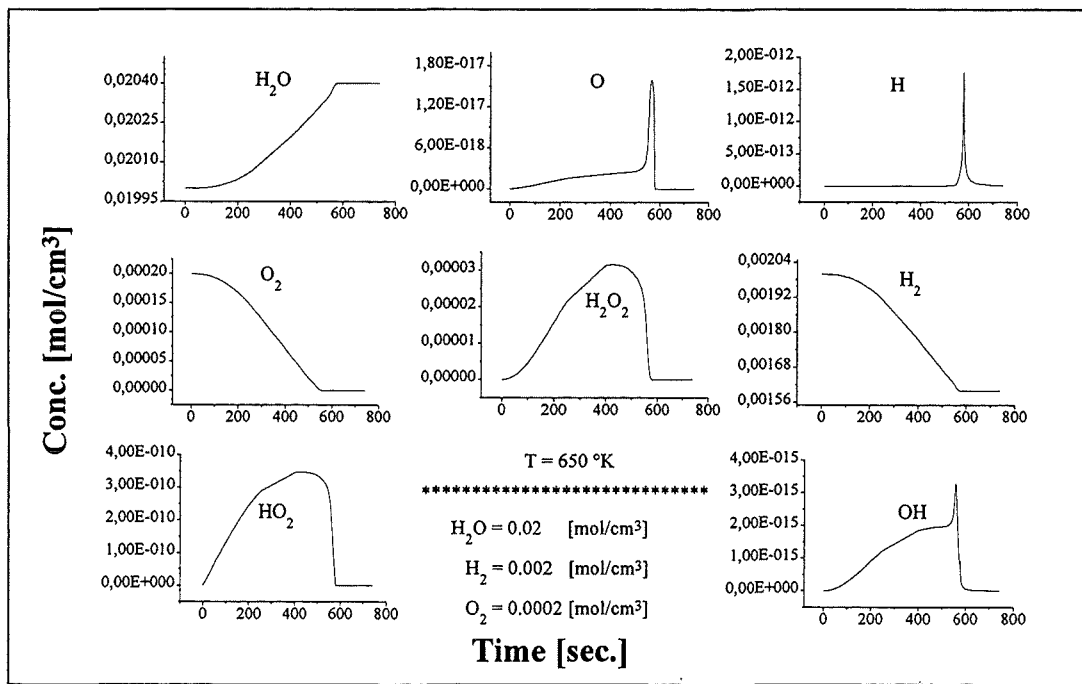 H2O
0,02040
0,02025
0,02010
0,01995
0 200 400 600 800
O
1,80E-017
1,20E-017
6,00E-018
0,00E+000
0 200 400 600 800
H
2,00E-012
1,50E-012
1,00E-012
5,00E-013
0,00E+000
0 200 400 600 800
Conc. [mol/cm3]
O2
0,00020
0,00015
0,00010
0,00005
0,00000
0 200 400 600 800
H2O2
0,00003
0,00002
0,00001
0,00000
0 200 400 600 800
H2
0,00204
0,00192
0,00180
0,00168
0,00156
0 200 400 600 800
HO2
4,00E-010
3,00E-010
2,00E-010
1,00E-010
0,00E+000
0 200 400 600 800
T = 650 °K
*****************************
H2O = 0.02 [mol/cm3]
H2 = 0.002 [mol/cm3]
O2 = 0.0002 [mol/cm3]
OH
4,00E-015
3,00E-015
2,00E-015
1,00E-015
0,00E+000
0 200 400 600 800
Time [sec.]